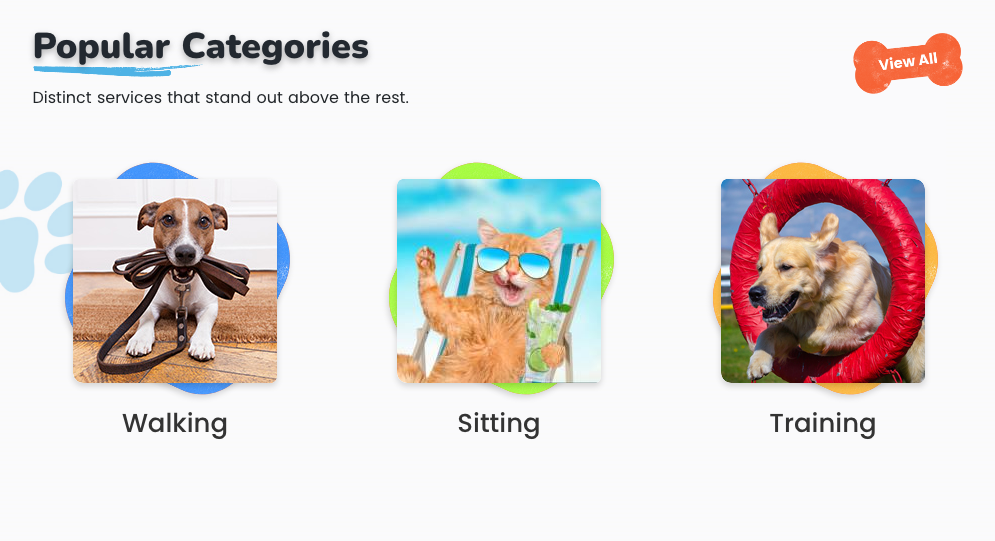 Popular Categories
View All
Distinct services that stand out above the rest.
Walking
Sitting
Training